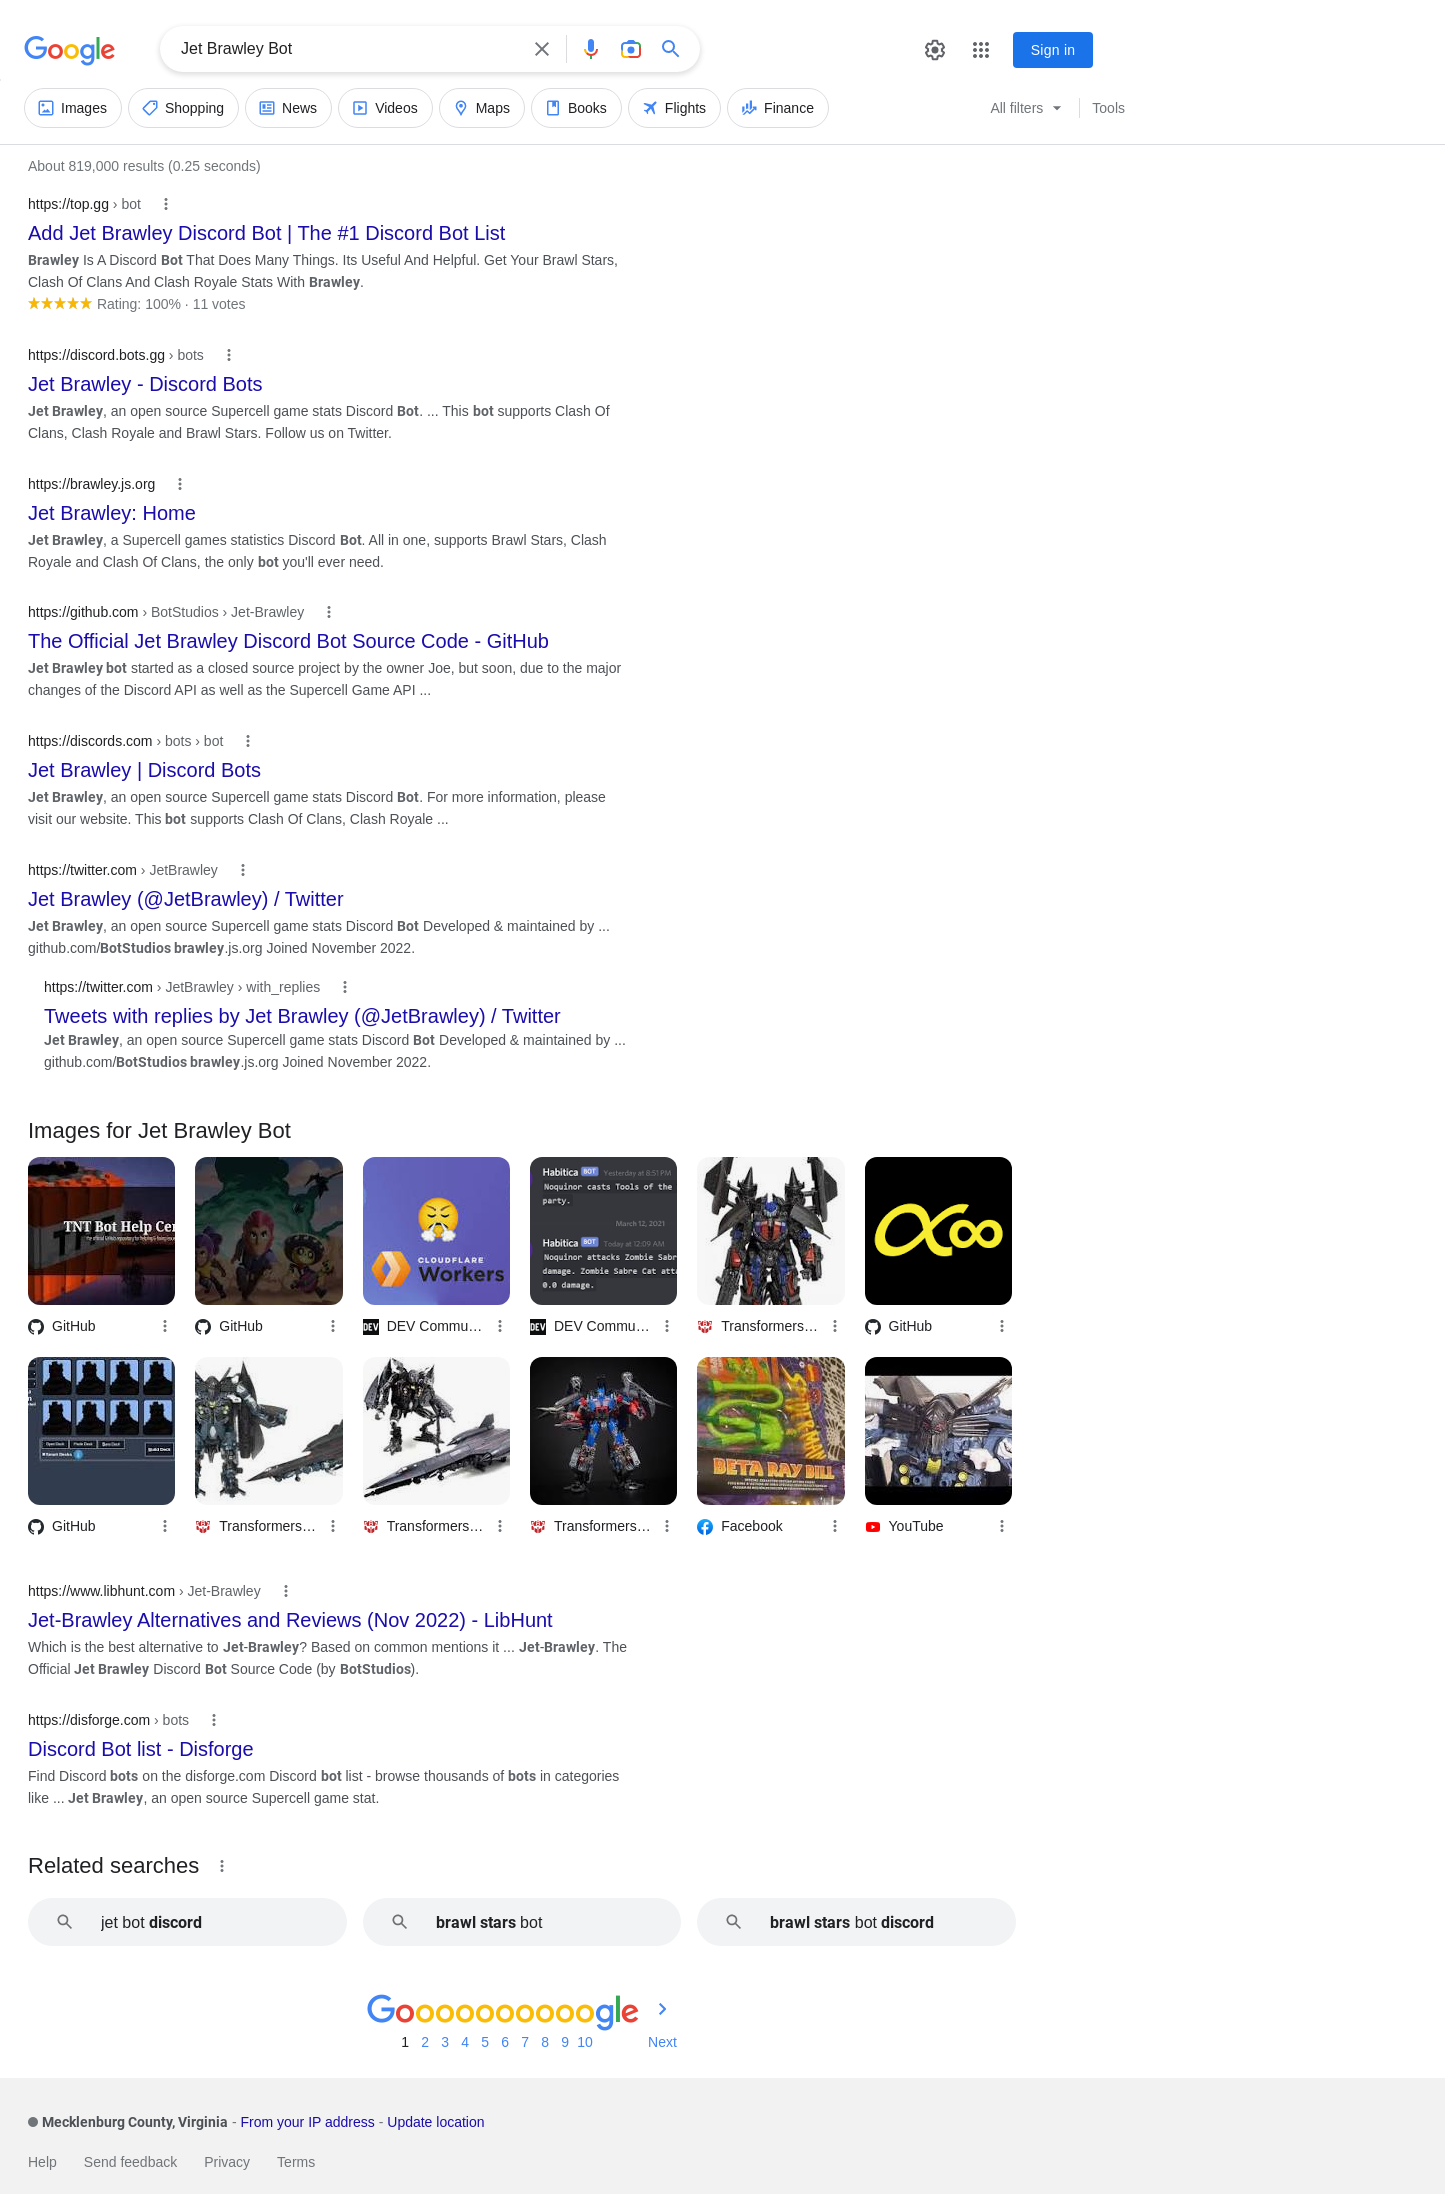 Google
Jet Brawley Bot
Sign in
Images
Shopping
News
Videos
Maps
Books
Flights
Finance
All filters
Tools
About 819,000 results (0.25 seconds)
https://top.gg › bot
Add Jet Brawley Discord Bot | The #1 Discord Bot List
Brawley Is A Discord Bot That Does Many Things. Its Useful And Helpful. Get Your Brawl Stars,
Clash Of Clans And Clash Royale Stats With Brawley.
Rating: 100% · 11 votes
https://discord.bots.gg › bots
Jet Brawley - Discord Bots
Jet Brawley, an open source Supercell game stats Discord Bot. ... This bot supports Clash Of
Clans, Clash Royale and Brawl Stars. Follow us on Twitter.
https://brawley.js.org
Jet Brawley: Home
Jet Brawley, a Supercell games statistics Discord Bot. All in one, supports Brawl Stars, Clash
Royale and Clash Of Clans, the only bot you'll ever need.
https://github.com › BotStudios › Jet-Brawley
The Official Jet Brawley Discord Bot Source Code - GitHub
Jet Brawley bot started as a closed source project by the owner Joe, but soon, due to the major
changes of the Discord API as well as the Supercell Game API ...
https://discords.com › bots › bot
Jet Brawley | Discord Bots
Jet Brawley, an open source Supercell game stats Discord Bot. For more information, please
visit our website. This bot supports Clash Of Clans, Clash Royale ...
https://twitter.com › JetBrawley
Jet Brawley (@JetBrawley) / Twitter
Jet Brawley, an open source Supercell game stats Discord Bot Developed & maintained by ...
github.com/BotStudios brawley.js.org Joined November 2022.
https://twitter.com › JetBrawley › with_replies
Tweets with replies by Jet Brawley (@JetBrawley) / Twitter
Jet Brawley, an open source Supercell game stats Discord Bot Developed & maintained by ...
github.com/BotStudios brawley.js.org Joined November 2022.
Images for Jet Brawley Bot
TNT Bot Help Cen
CLOUDFLARE
Workers
Habitica BOT Yesterday at 8:51 PM
Noquinor casts Tools of the
party.
March 12, 2021
Habitica BOT Today at 12:09 AM
Noquinor attacks Zombie Sabr
damage. Zombie Sabre Cat atta
0.0 damage.
GitHub
GitHub
DEV Commu...
DEV Commu...
Transformers...
GitHub
BETA RAY BILL
GitHub
Transformers...
Transformers...
Transformers...
Facebook
YouTube
https://www.libhunt.com › Jet-Brawley
Jet-Brawley Alternatives and Reviews (Nov 2022) - LibHunt
Which is the best alternative to Jet-Brawley? Based on common mentions it ... Jet-Brawley. The
Official Jet Brawley Discord Bot Source Code (by BotStudios).
https://disforge.com › bots
Discord Bot list - Disforge
Find Discord bots on the disforge.com Discord bot list - browse thousands of bots in categories
like ... Jet Brawley, an open source Supercell game stat.
Related searches
jet bot discord
brawl stars bot
brawl stars bot discord
Goooooooooogle
1 2 3 4 5 6 7 8 9 10 Next
Mecklenburg County, Virginia - From your IP address - Update location
Help Send feedback Privacy Terms